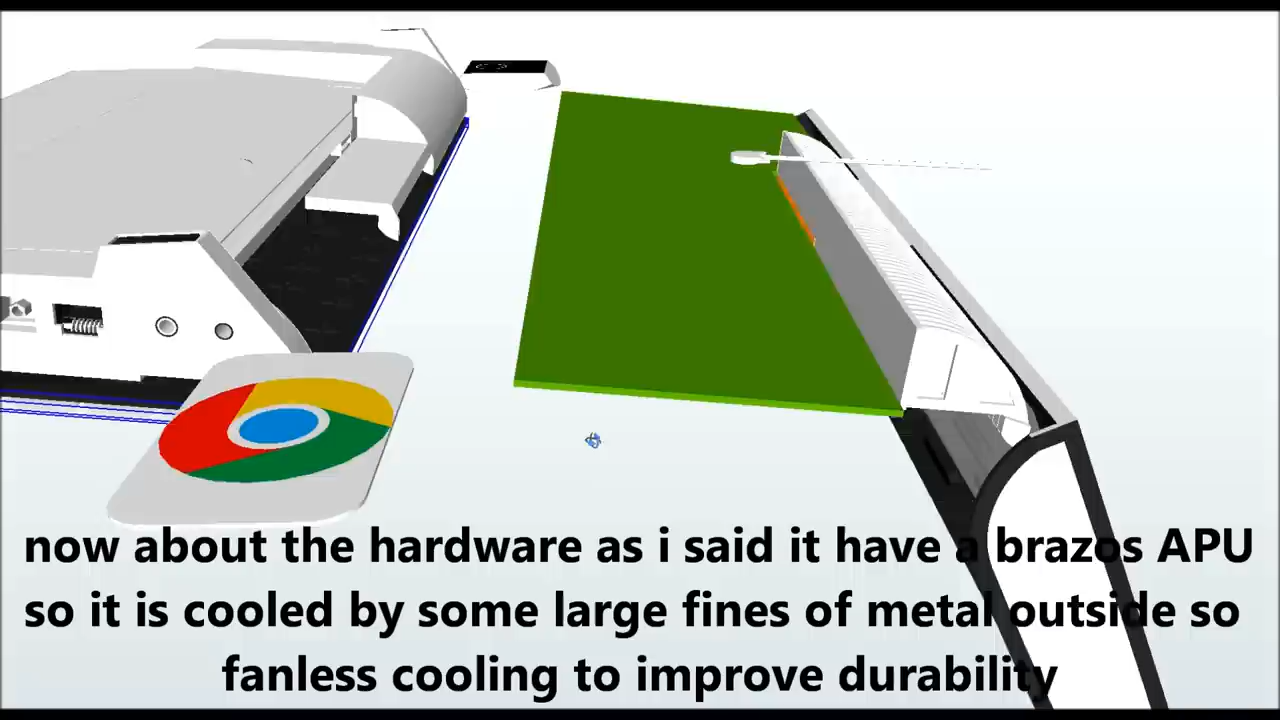 now about the hardware as i said it have a brazos APU
so it is cooled by some large fines of metal outside so
fanless cooling to improve durability